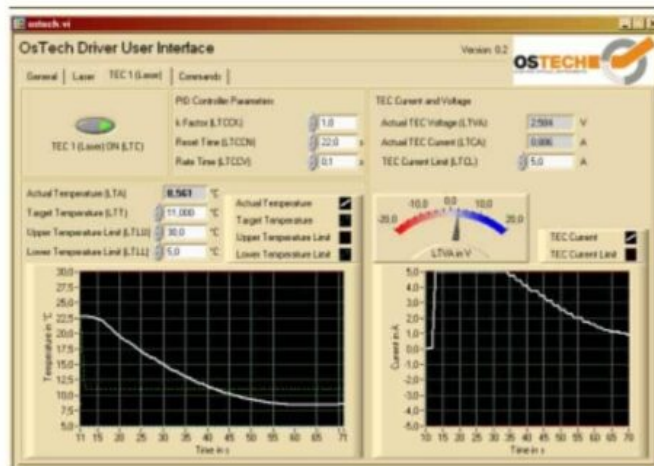 ostech.vi
OsTech Driver User Interface
Version: 0.2
OSTECH
General Laser TEC 1 (Laser) Commands
TEC 1 (Laser) ON (LTC)
PID Controller Parameters
k Factor (LTCCK) 1,0
Reset Time (LTCCN) 22,0 s
Rate Time (LTCCV) 0,1 s
TEC Current and Voltage
Actual TEC Voltage (LTVA) V
Actual TEC Current (LTCA) A
TEC Current Limit (LTCL) 5,0 A
Actual Temperature (LTA) 8,561 °C
Target Temperature (LTT) 11,000 °C
Upper Temperature Limit (LTLU) 30,0 °C
Lower Temperature Limit (LTLL) 5,0 °C
Actual Temperature
Target Temperature
Upper Temperature Limit
Lower Temperature Limit
-20,0 -10,0 0,0 10,0 20,0
LTVA in V
TEC Current
TEC Current Limit
Temperature in °C
30,0
27,5
25,0
22,5
20,0
17,5
15,0
12,5
10,0
7,5
5,0
11 15 20 25 30 35 40 45 50 55 60 65 71
Time in s
Current in A
5,0
4,0
3,0
2,0
1,0
0,0
-1,0
-2,0
-3,0
-4,0
-5,0
10 15 20 25 30 35 40 45 50 55 60 65 70
Time in s